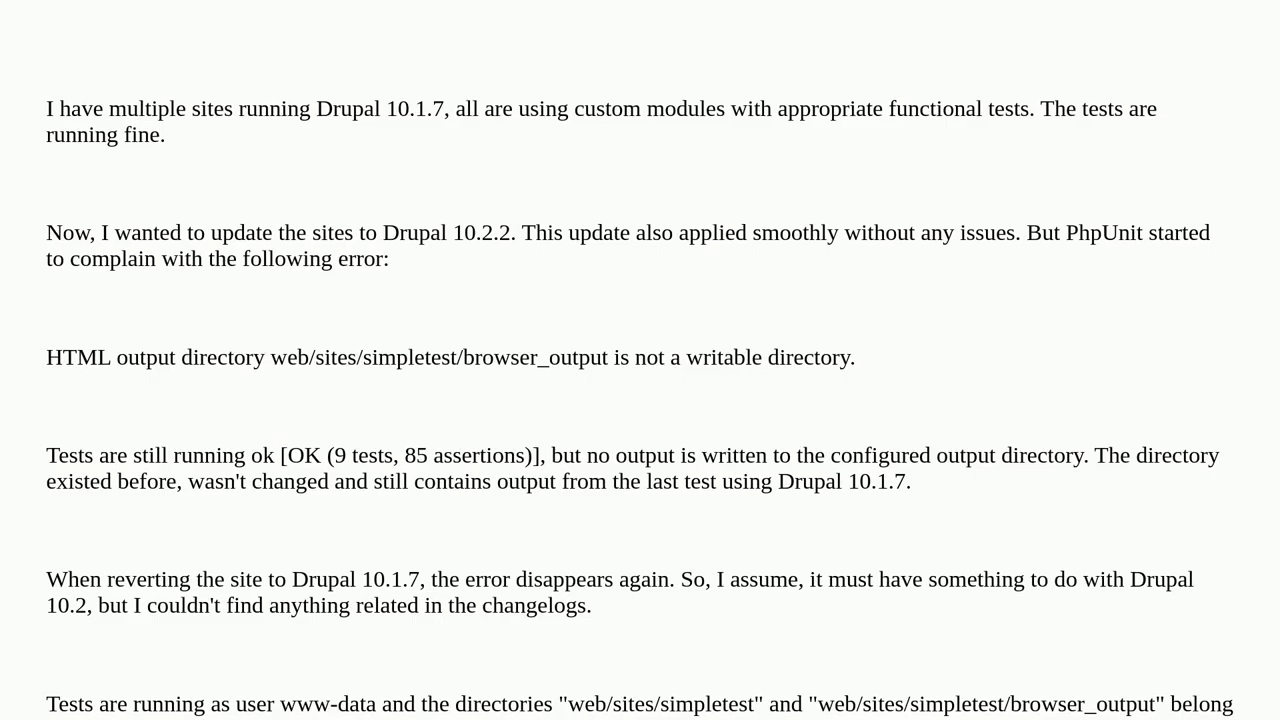 I have multiple sites running Drupal 10.1.7, all are using custom modules with appropriate functional tests. The tests are
running fine.
Now, I wanted to update the sites to Drupal 10.2.2. This update also applied smoothly without any issues. But PhpUnit started
to complain with the following error:
HTML output directory web/sites/simpletest/browser_output is not a writable directory.
Tests are still running ok [OK (9 tests, 85 assertions)], but no output is written to the configured output directory. The directory
existed before, wasn't changed and still contains output from the last test using Drupal 10.1.7.
When reverting the site to Drupal 10.1.7, the error disappears again. So, I assume, it must have something to do with Drupal
10.2, but I couldn't find anything related in the changelogs.
Tests are running as user www-data and the directories "web/sites/simpletest" and "web/sites/simpletest/browser_output" belong